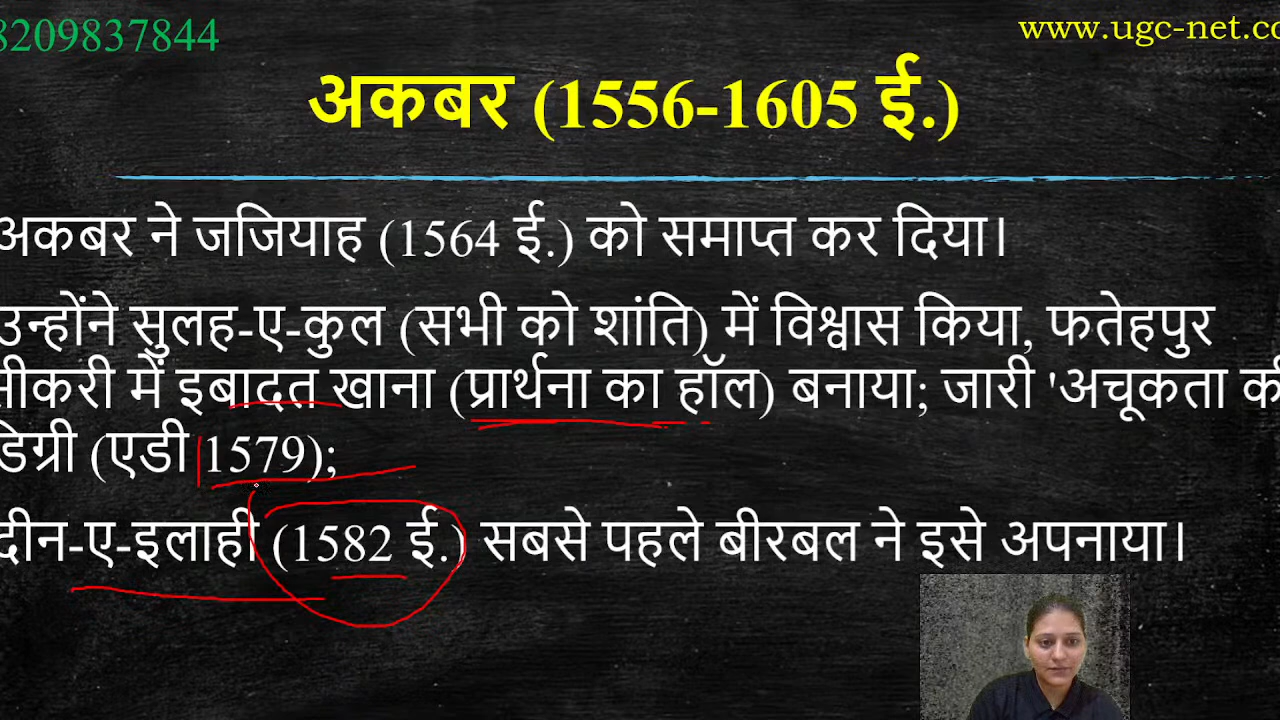 8209837844
www.ugc-net.co
अकबर (1556-1605 ई.)
अकबर ने जजियाह (1564 ई.) को समाप्त कर दिया।
उन्होंने सुलह-ए-कुल (सभी को शांति) में विश्वास किया, फतेहपुर
सीकरी में इबादत खाना (प्रार्थना का हॉल) बनाया; जारी 'अचूकता की
डिग्री (एडी 1579);
दीन-ए-इलाही (1582 ई.) सबसे पहले बीरबल ने इसे अपनाया।